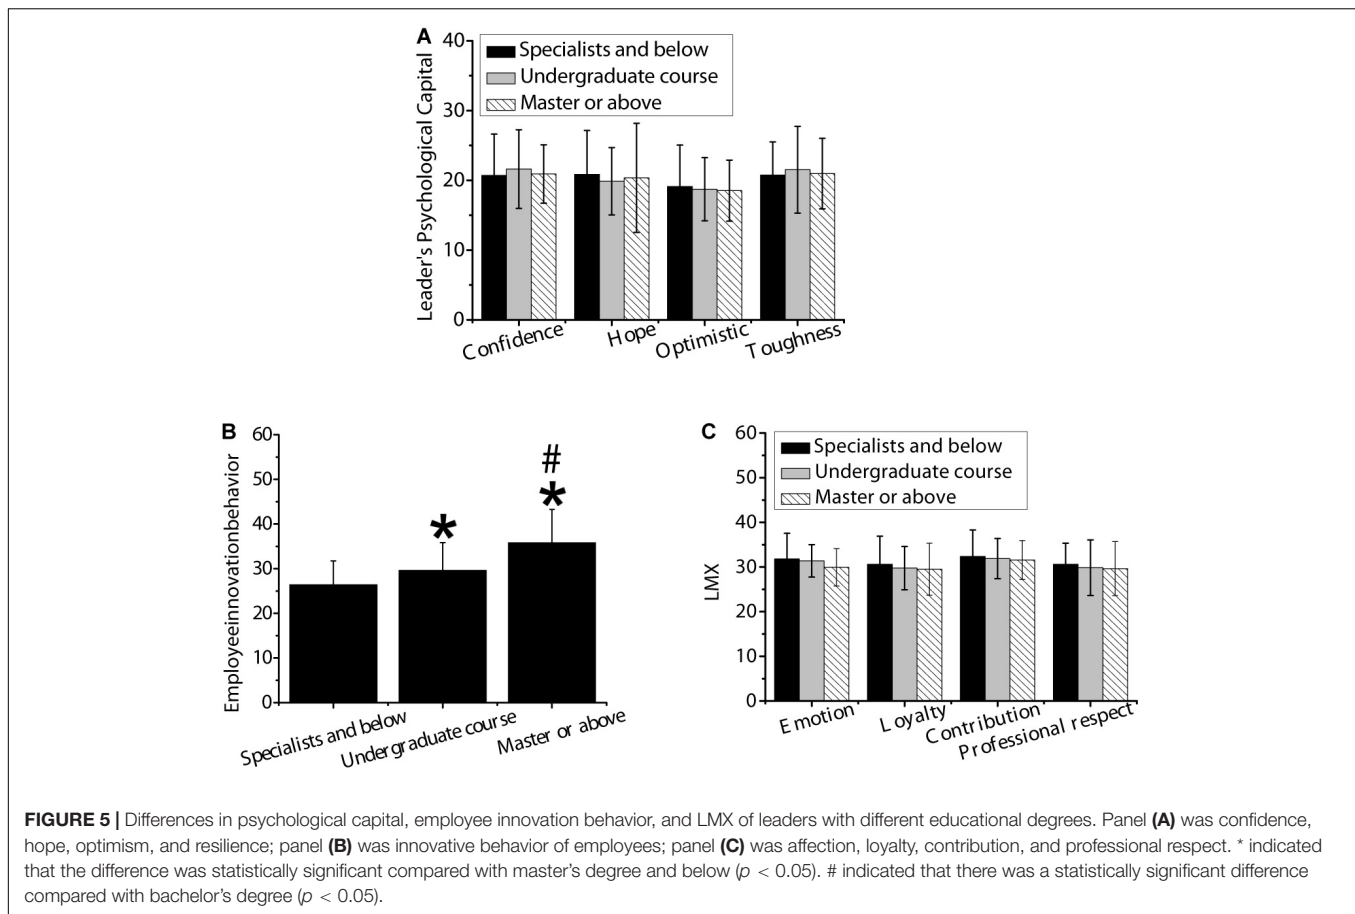 A
Leader's Psychological Capital
40
30
20
10
0
Specialists and below
Undergraduate course
Master or above
Confidence
Hope
Optimistic
Toughness
B
Employeeinnovationbehavior
60
50
40
30
20
10
0
#
*
*
Specialists and below
Undergraduate course
Master or above
C
LMX
60
50
40
30
20
10
0
Specialists and below
Undergraduate course
Master or above
Emotion
Loyalty
Contribution
Professional respect
FIGURE 5 | Differences in psychological capital, employee innovation behavior, and LMX of leaders with different educational degrees. Panel (A) was confidence,
hope, optimism, and resilience; panel (B) was innovative behavior of employees; panel (C) was affection, loyalty, contribution, and professional respect. * indicated
that the difference was statistically significant compared with master's degree and below (p < 0.05). # indicated that there was a statistically significant difference
compared with bachelor's degree (p < 0.05).